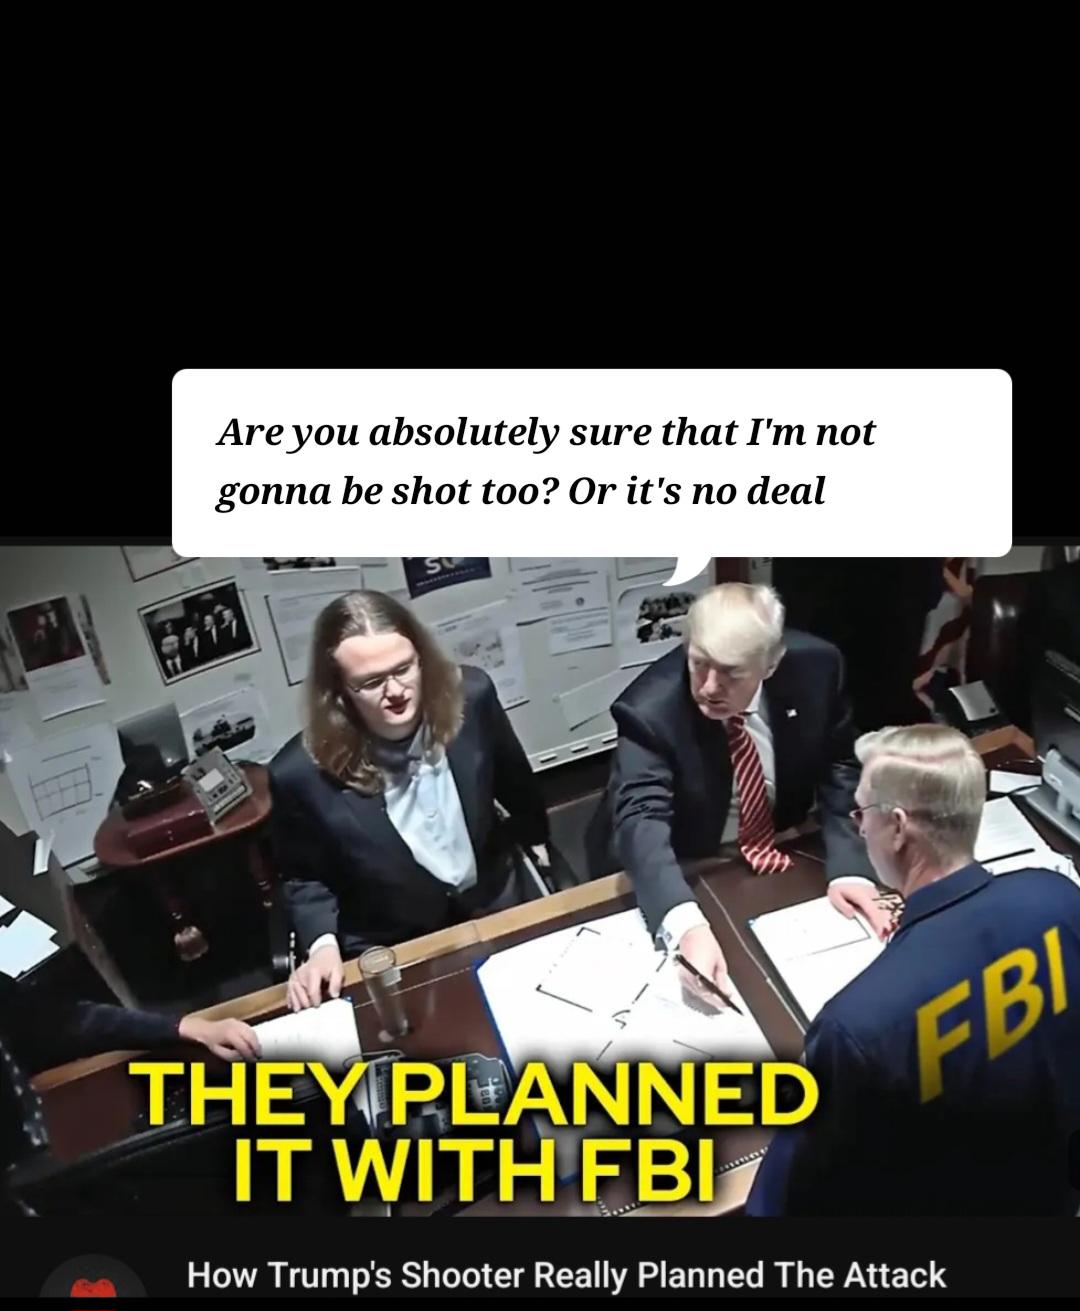 Are you absolutely sure that I'm not
gonna be shot too? Or it's no deal
FBI
THEY PLANNED
IT WITH FBI
How Trump's Shooter Really Planned The Attack